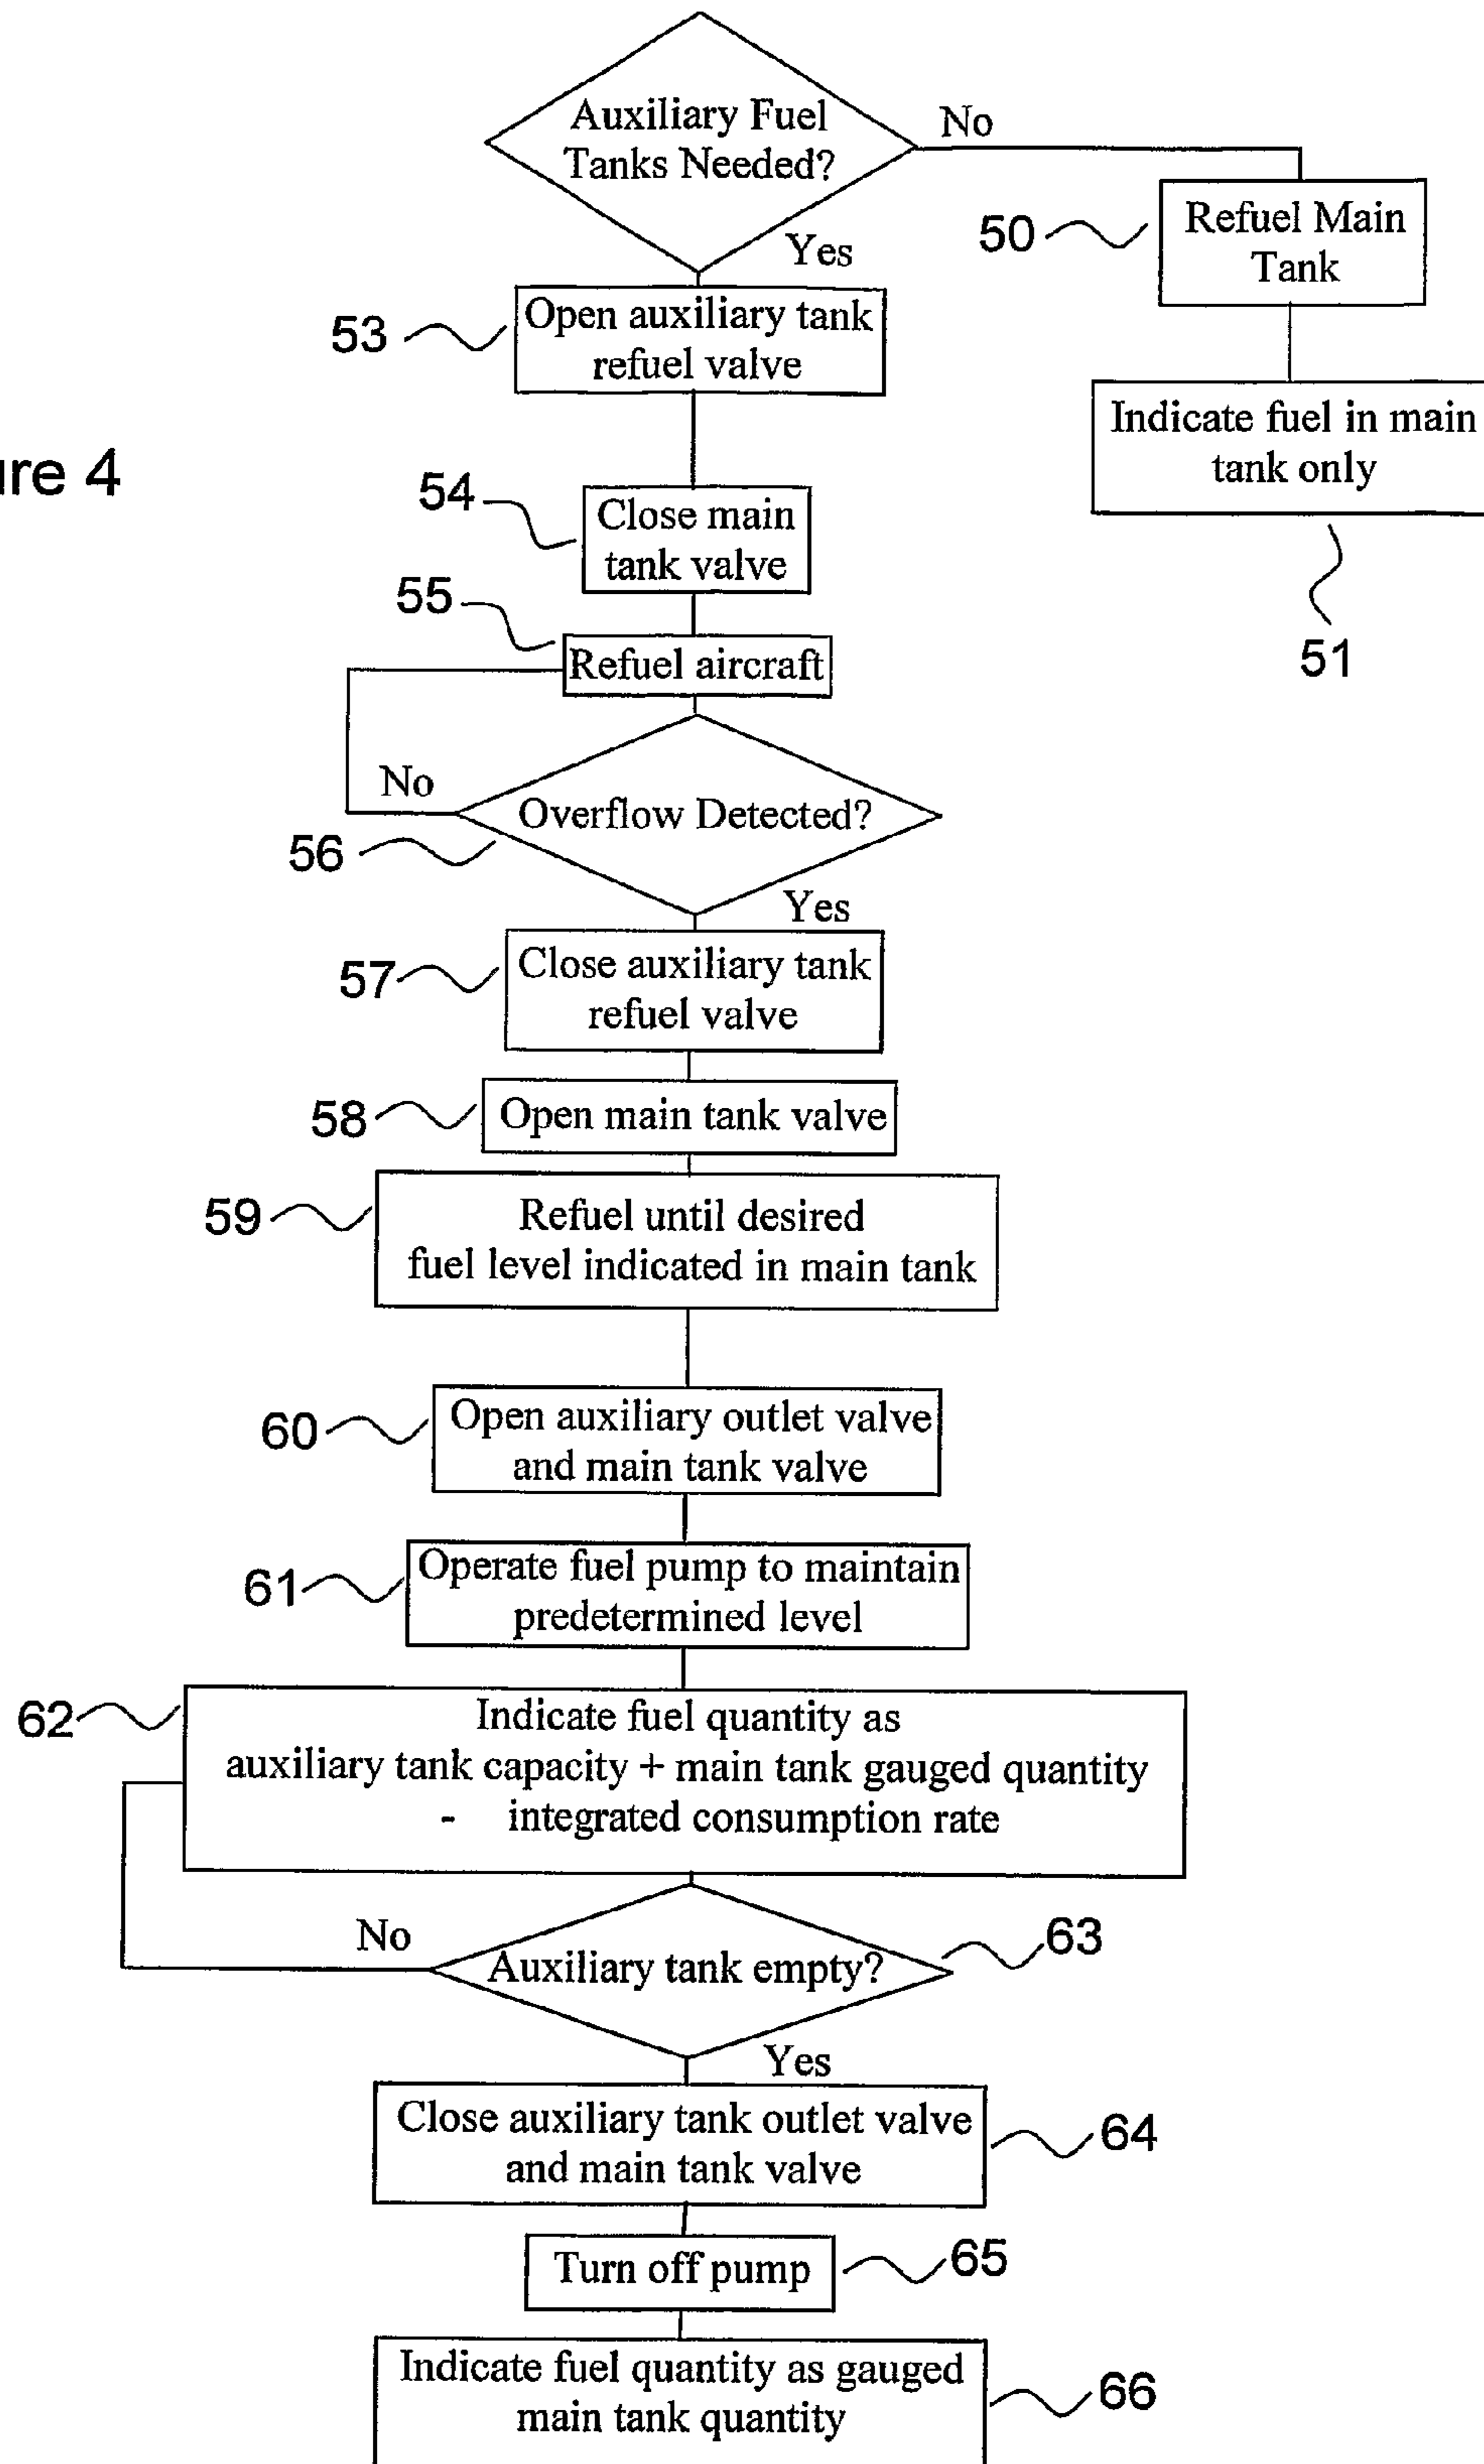 Auxiliary Fuel
Tanks Needed?
No
Yes
50
Refuel Main
Tank
53
Open auxiliary tank
refuel valve
Indicate fuel in main
tank only
51
ure 4
54
Close main
tank valve
55
Refuel aircraft
No
Overflow Detected?
56
Yes
57
Close auxiliary tank
refuel valve
58
Open main tank valve
59
Refuel until desired
fuel level indicated in main tank
60
Open auxiliary outlet valve
and main tank valve
61
Operate fuel pump to maintain
predetermined level
62
Indicate fuel quantity as
auxiliary tank capacity + main tank gauged quantity
- integrated consumption rate
No
Auxiliary tank empty?
63
Yes
Close auxiliary tank outlet valve
and main tank valve
64
Turn off pump
65
Indicate fuel quantity as gauged
main tank quantity
66